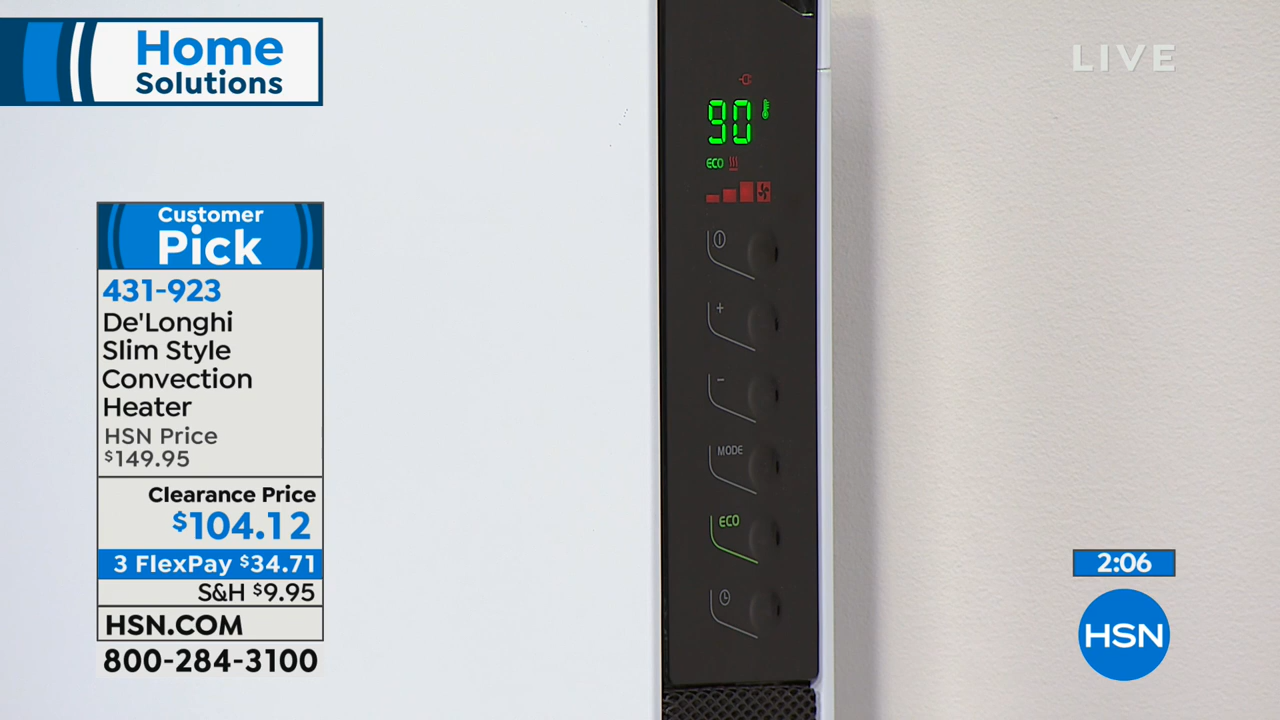 Home
Solutions
LIVE
90
ECO
Customer
Pick
431-923
De'Longhi
Slim Style
Convection
Heater
HSN Price
$149.95
Clearance Price
$104.12
3 FlexPay $34.71
S&H $9.95
HSN.COM
800-284-3100
+
-
MODE
ECO
2:06
HSN